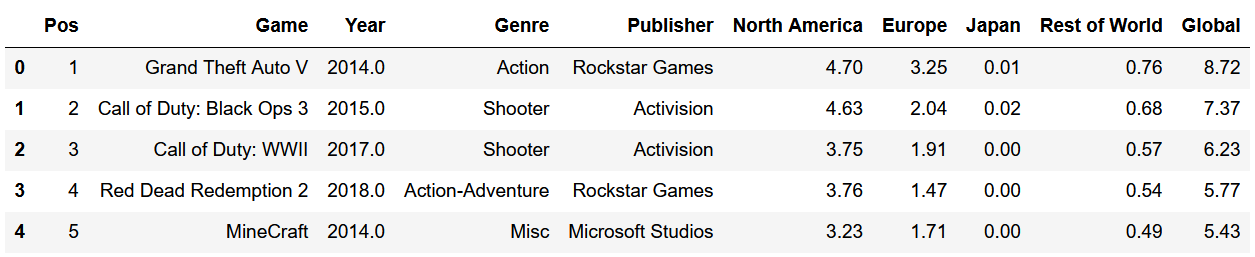 Pos Game Year Genre Publisher North America Europe Japan Rest of World Global
0 1 Grand Theft Auto V 2014.0 Action Rockstar Games 4.70 3.25 0.01 0.76 8.72
1 2 Call of Duty: Black Ops 3 2015.0 Shooter Activision 4.63 2.04 0.02 0.68 7.37
2 3 Call of Duty: WWII 2017.0 Shooter Activision 3.75 1.91 0.00 0.57 6.23
3 4 Red Dead Redemption 2 2018.0 Action-Adventure Rockstar Games 3.76 1.47 0.00 0.54 5.77
4 5 MineCraft 2014.0 Misc Microsoft Studios 3.23 1.71 0.00 0.49 5.43